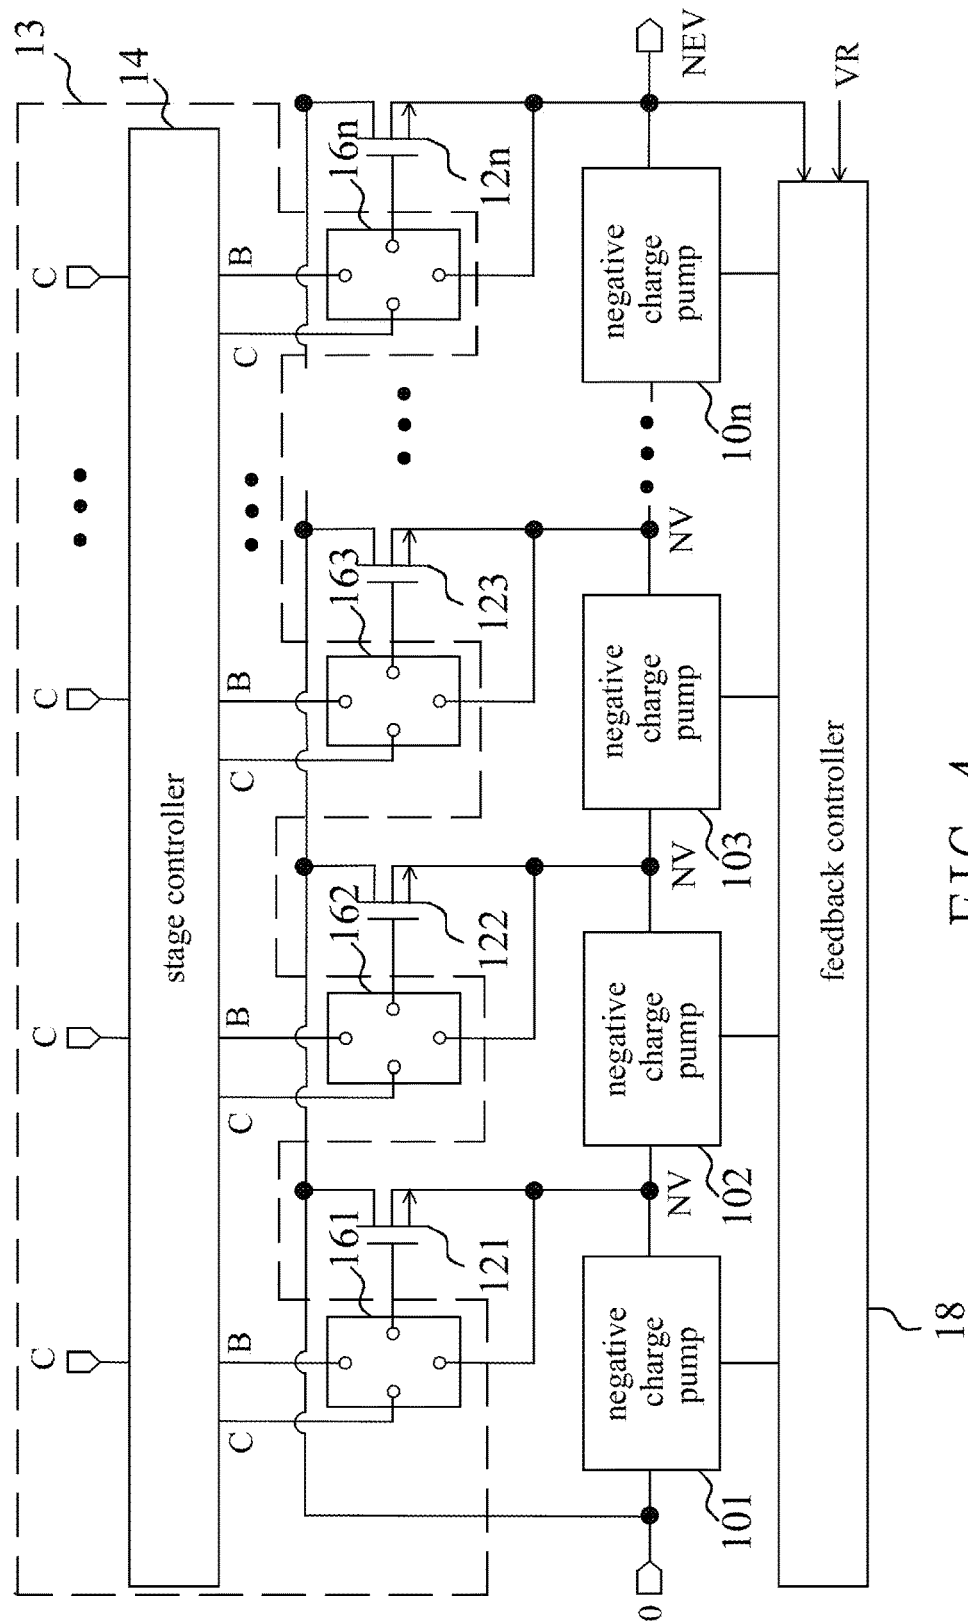 13
14
C
C
C
C
stage controller
C
B
C
B
C
B
C
B
161
162
163
16n
121
122
123
12n
NV
NV
NV
NEV
0
negative
charge
pump
negative
charge
pump
negative
charge
pump
negative
charge
pump
101
102
103
10n
VR
feedback controller
18
FIG. 4